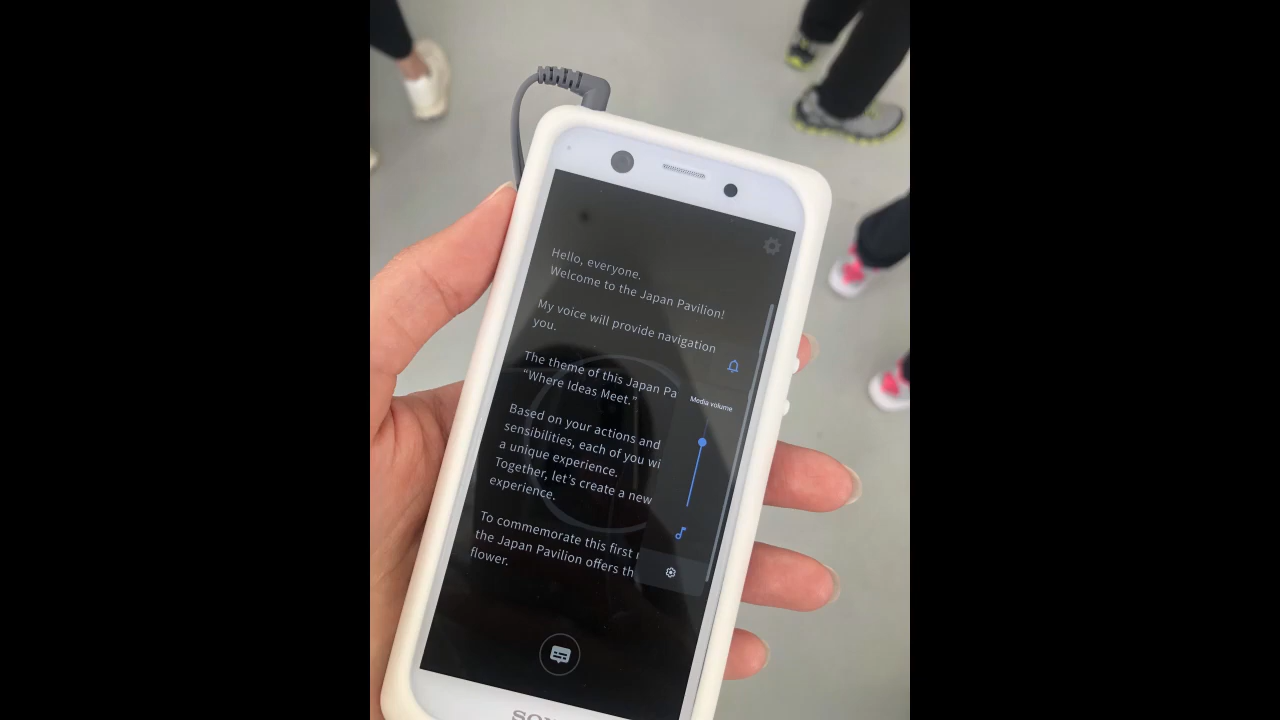 Hello, everyone.
Welcome to the Japan Pavilion!
My voice will provide navigation
you.
The theme of this Japan Pa
“Where Ideas Meet.”
Based on your actions and
sensibilities, each of you wi
a unique experience.
Together, let's create a new
experience.
To commemorate this first
the Japan Pavilion offers th
flower.
Media volume